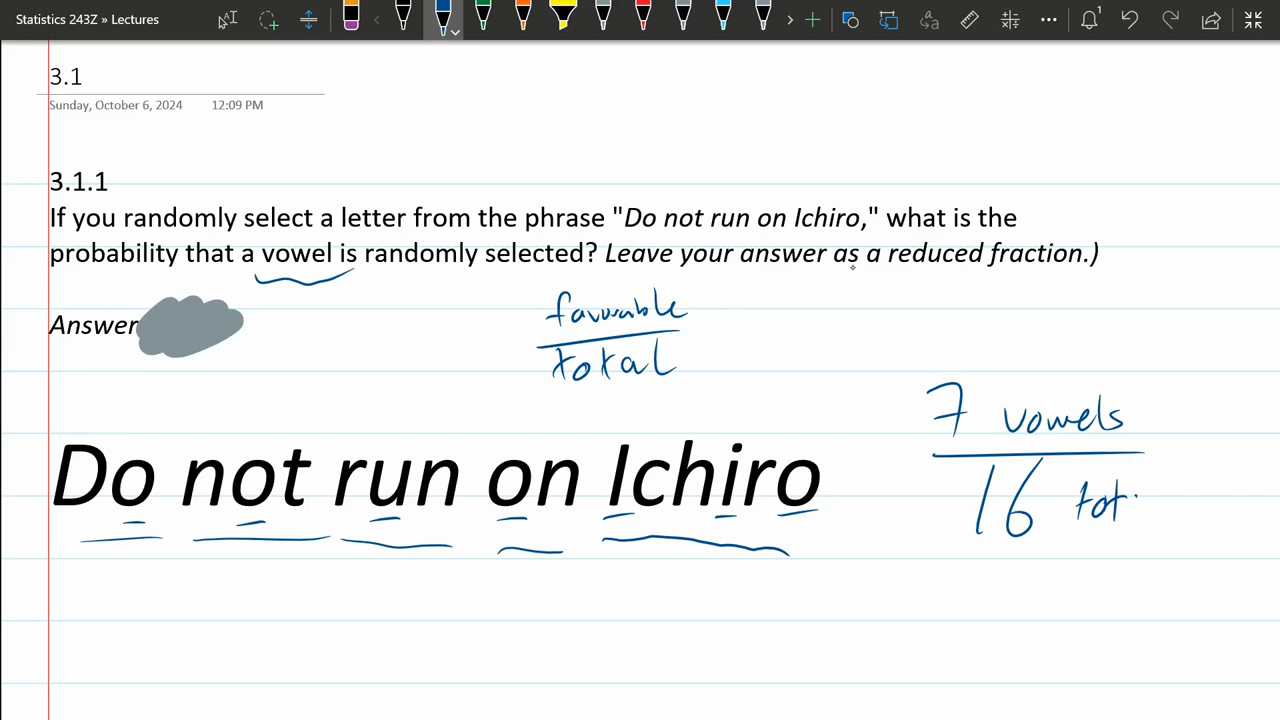 Statistics 243Z » Lectures
3.1
Sunday, October 6, 2024 12:09 PM
3.1.1
If you randomly select a letter from the phrase "Do not run on Ichiro," what is the
probability that a vowel is randomly selected? Leave your answer as a reduced fraction.)
Answer
favorable
total
7 vowels
16 tot.
Do not run on Ichiro